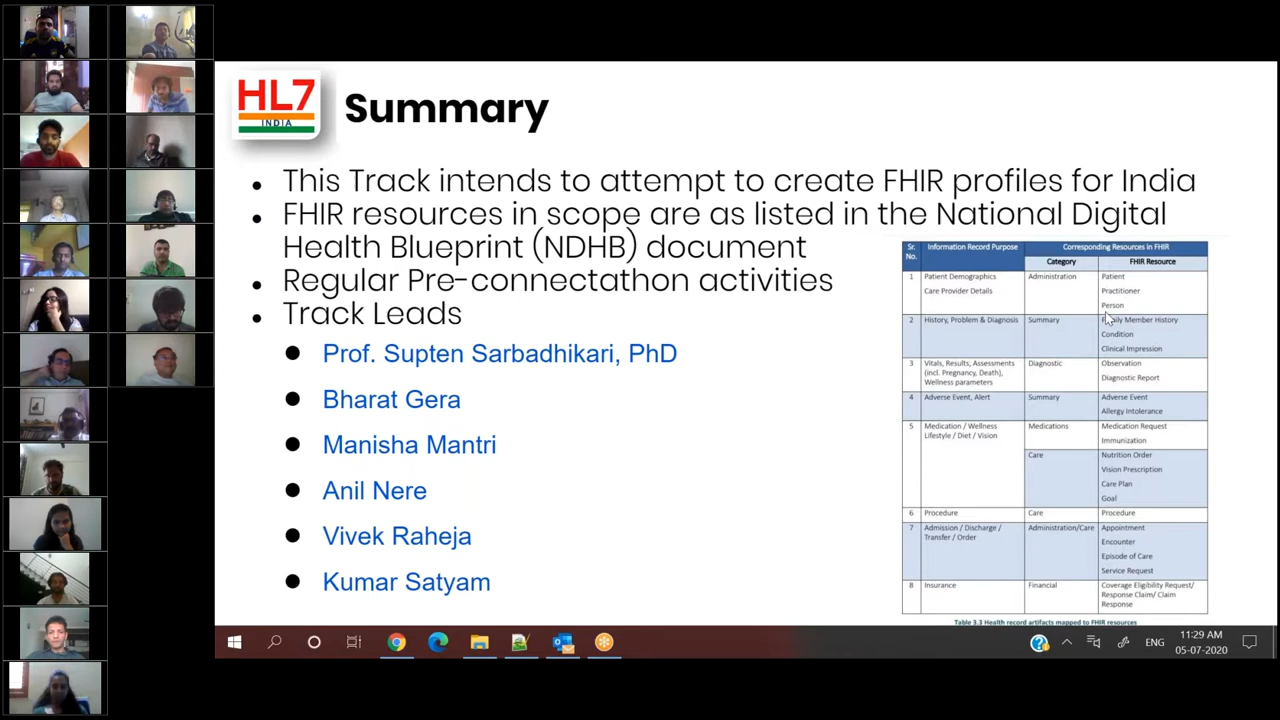 HL7
INDIA
Summary
• This Track intends to attempt to create FHIR profiles for India
• FHIR resources in scope are as listed in the National Digital
Health Blueprint (NDHB) document
• Regular Pre-connectathon activities
• Track Leads
● Prof. Supten Sarbadhikari, PhD
● Bharat Gera
● Manisha Mantri
● Anil Nere
● Vivek Raheja
● Kumar Satyam
Sr. No. Information Record Purpose Corresponding Resources in FHIR
Category FHIR Resource
1 Patient Demographics Administration Patient
Care Provider Details Practitioner
Person
2 History, Problem & Diagnosis Summary Family Member History
Condition
Clinical Impression
3 Vitals, Results, Assessments Diagnostic Observation
(incl. Pregnancy, Death), Diagnostic Report
Wellness parameters
4 Adverse Event, Alert Summary Adverse Event
Allergy Intolerance
5 Medication / Wellness Medications Medication Request
Lifestyle / Diet / Vision Immunization
Care Nutrition Order
Vision Prescription
Care Plan
Goal
6 Procedure Care Procedure
7 Admission / Discharge / Administration/Care Appointment
Transfer / Order Encounter
Episode of Care
Service Request
8 Insurance Financial Coverage Eligibility Request/
Response Claim/ Claim
Response
Table 3.3 Health record artifacts mapped to FHIR resources
ENG
11:29 AM
05-07-2020